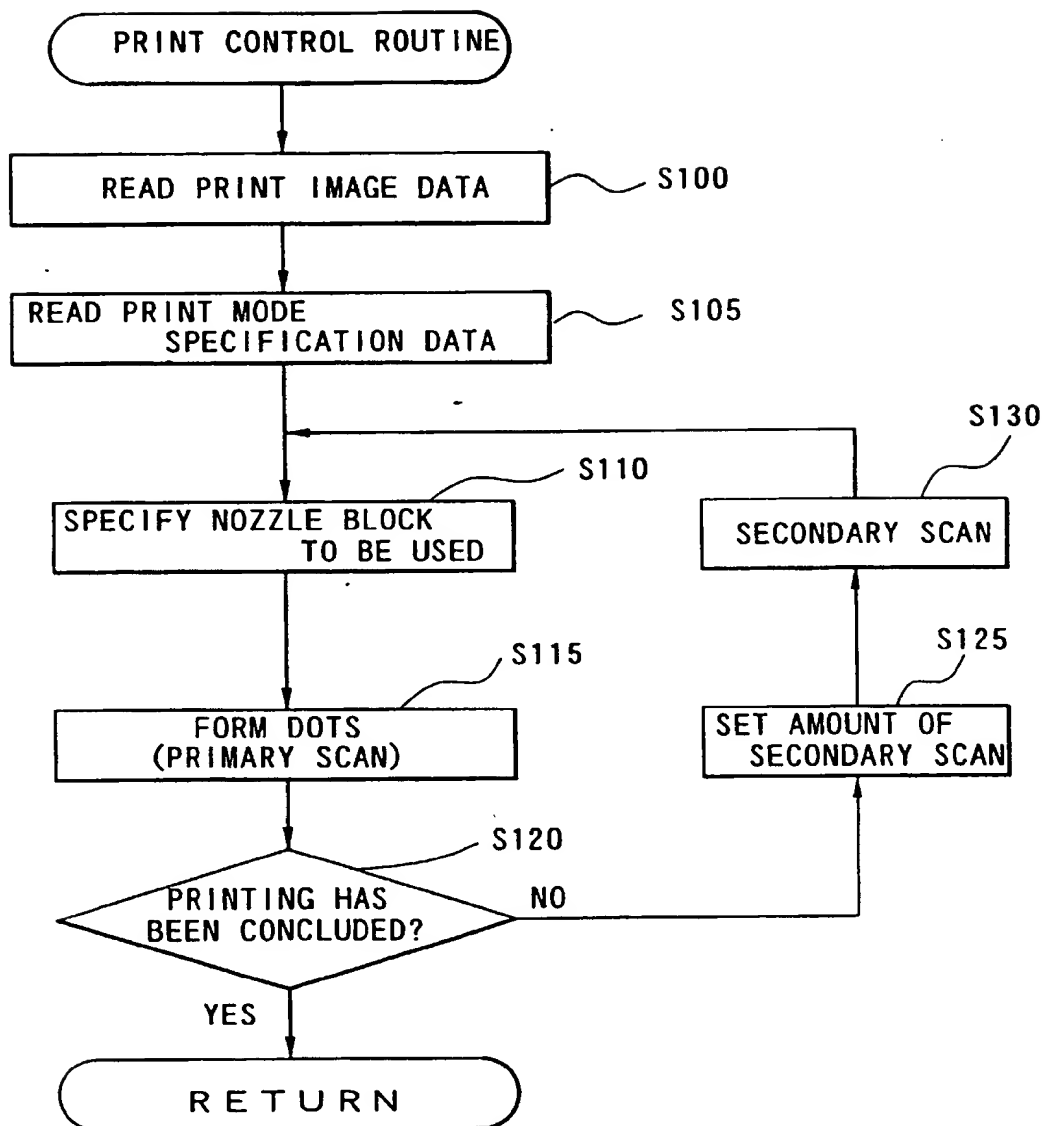 PRINT CONTROL ROUTINE
READ PRINT IMAGE DATA
S100
READ PRINT MODE
SPECIFICATION DATA
S105
S130
S110
SPECIFY NOZZLE BLOCK
TO BE USED
SECONDARY SCAN
S115
S125
FORM DOTS
(PRIMARY SCAN)
SET AMOUNT OF
SECONDARY SCAN
S120
PRINTING HAS
BEEN CONCLUDED?
NO
YES
RETURN